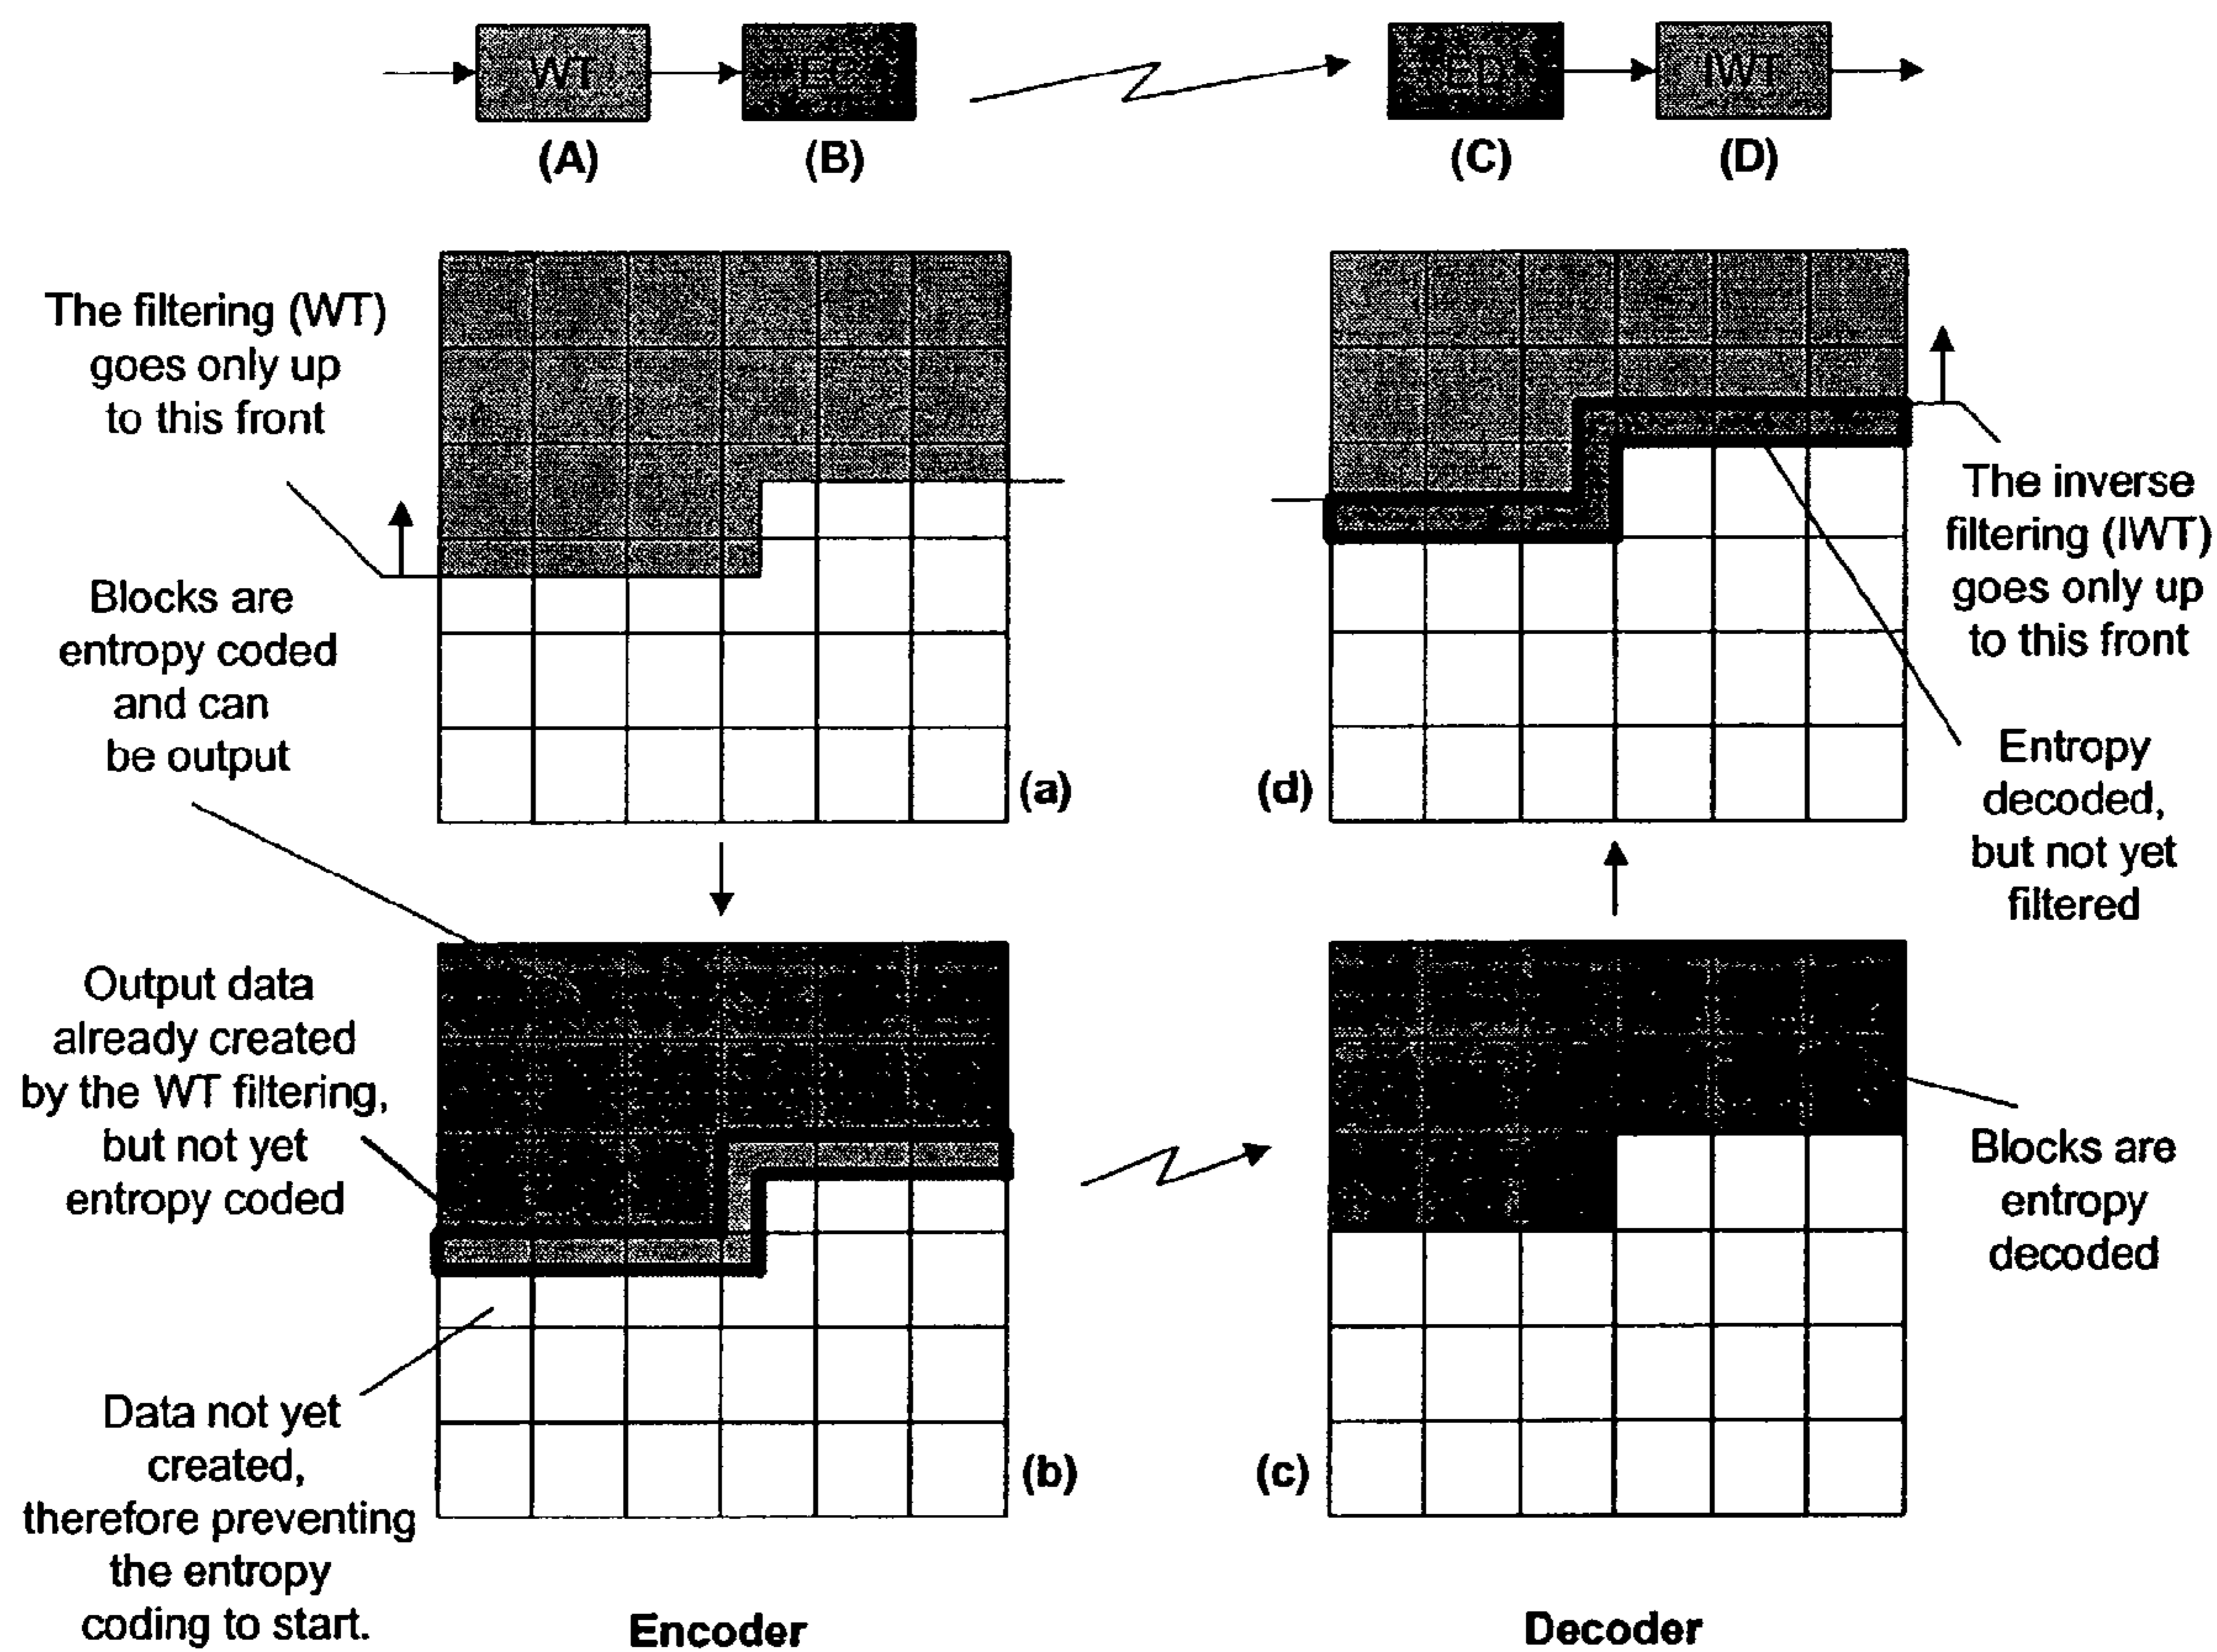 WT
EC
ED
IWT
(A)
(B)
(C)
(D)
The filtering (WT)
goes only up
to this front
Blocks are
entropy coded
and can
be output
(a)
(d)
The inverse
filtering (IWT)
goes only up
to this front
Entropy
decoded,
but not yet
filtered
Output data
already created
by the WT filtering,
but not yet
entropy coded
Data not yet
created,
therefore preventing
the entropy
coding to start.
(b)
(c)
Blocks are
entropy
decoded
Encoder
Decoder